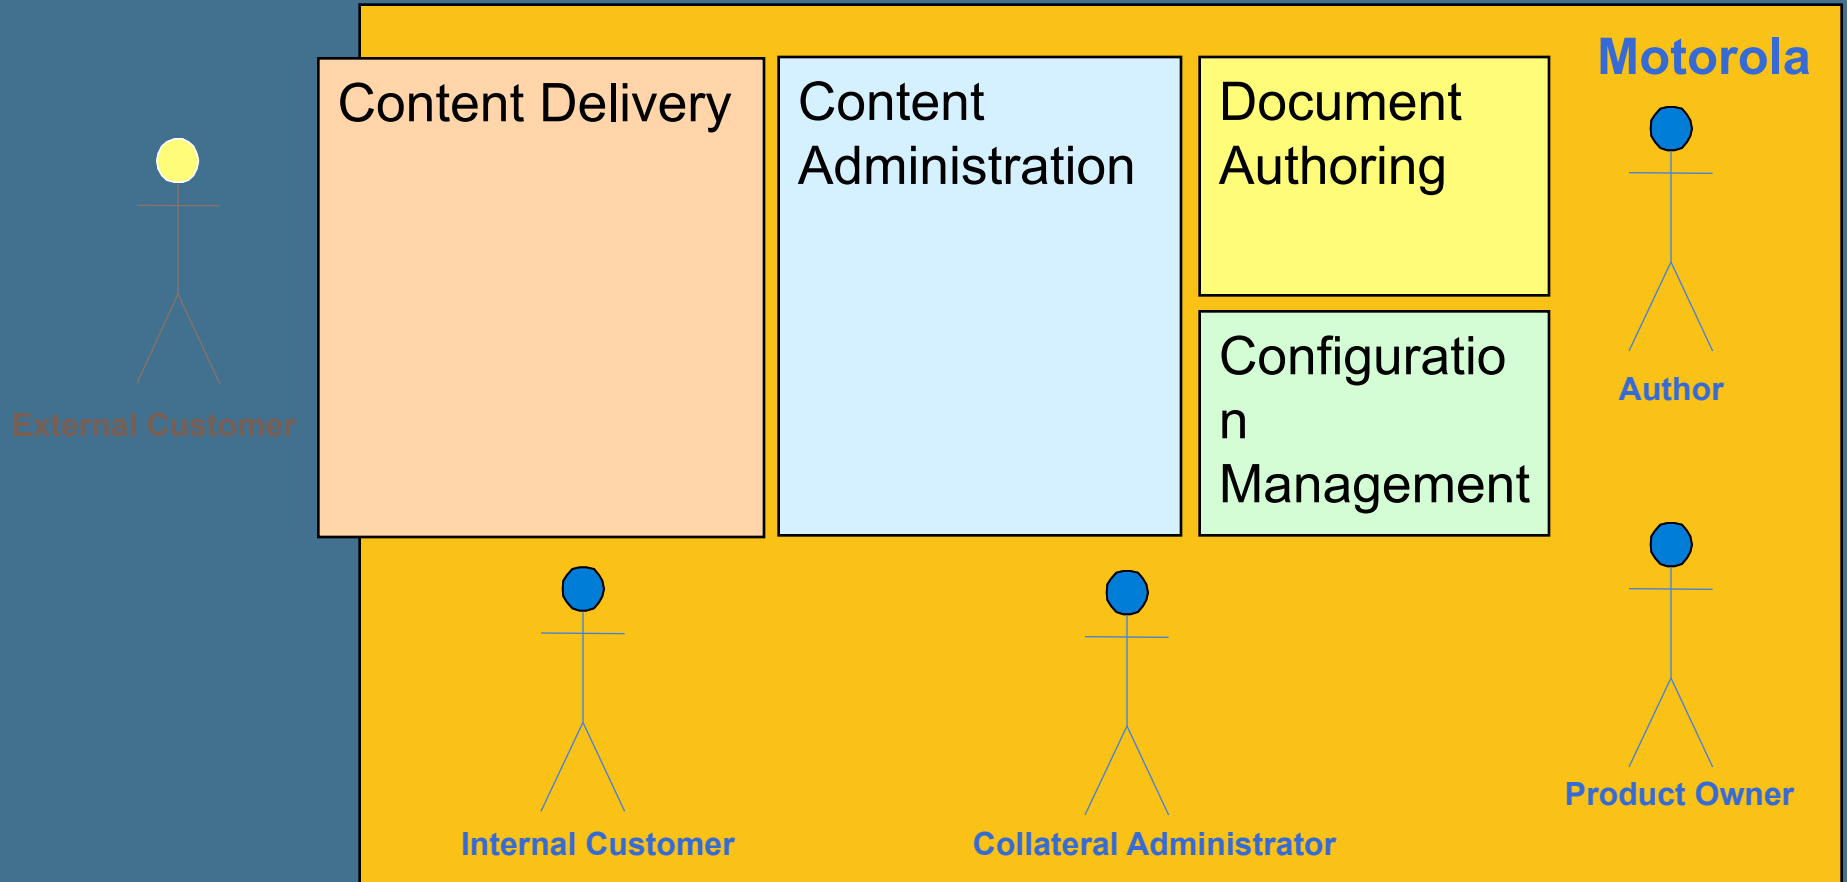 Motorola
Content Delivery
Content
Administration
Document
Authoring
Configuratio
n
Management
Author
External Customer
Product Owner
Internal Customer
Collateral Administrator